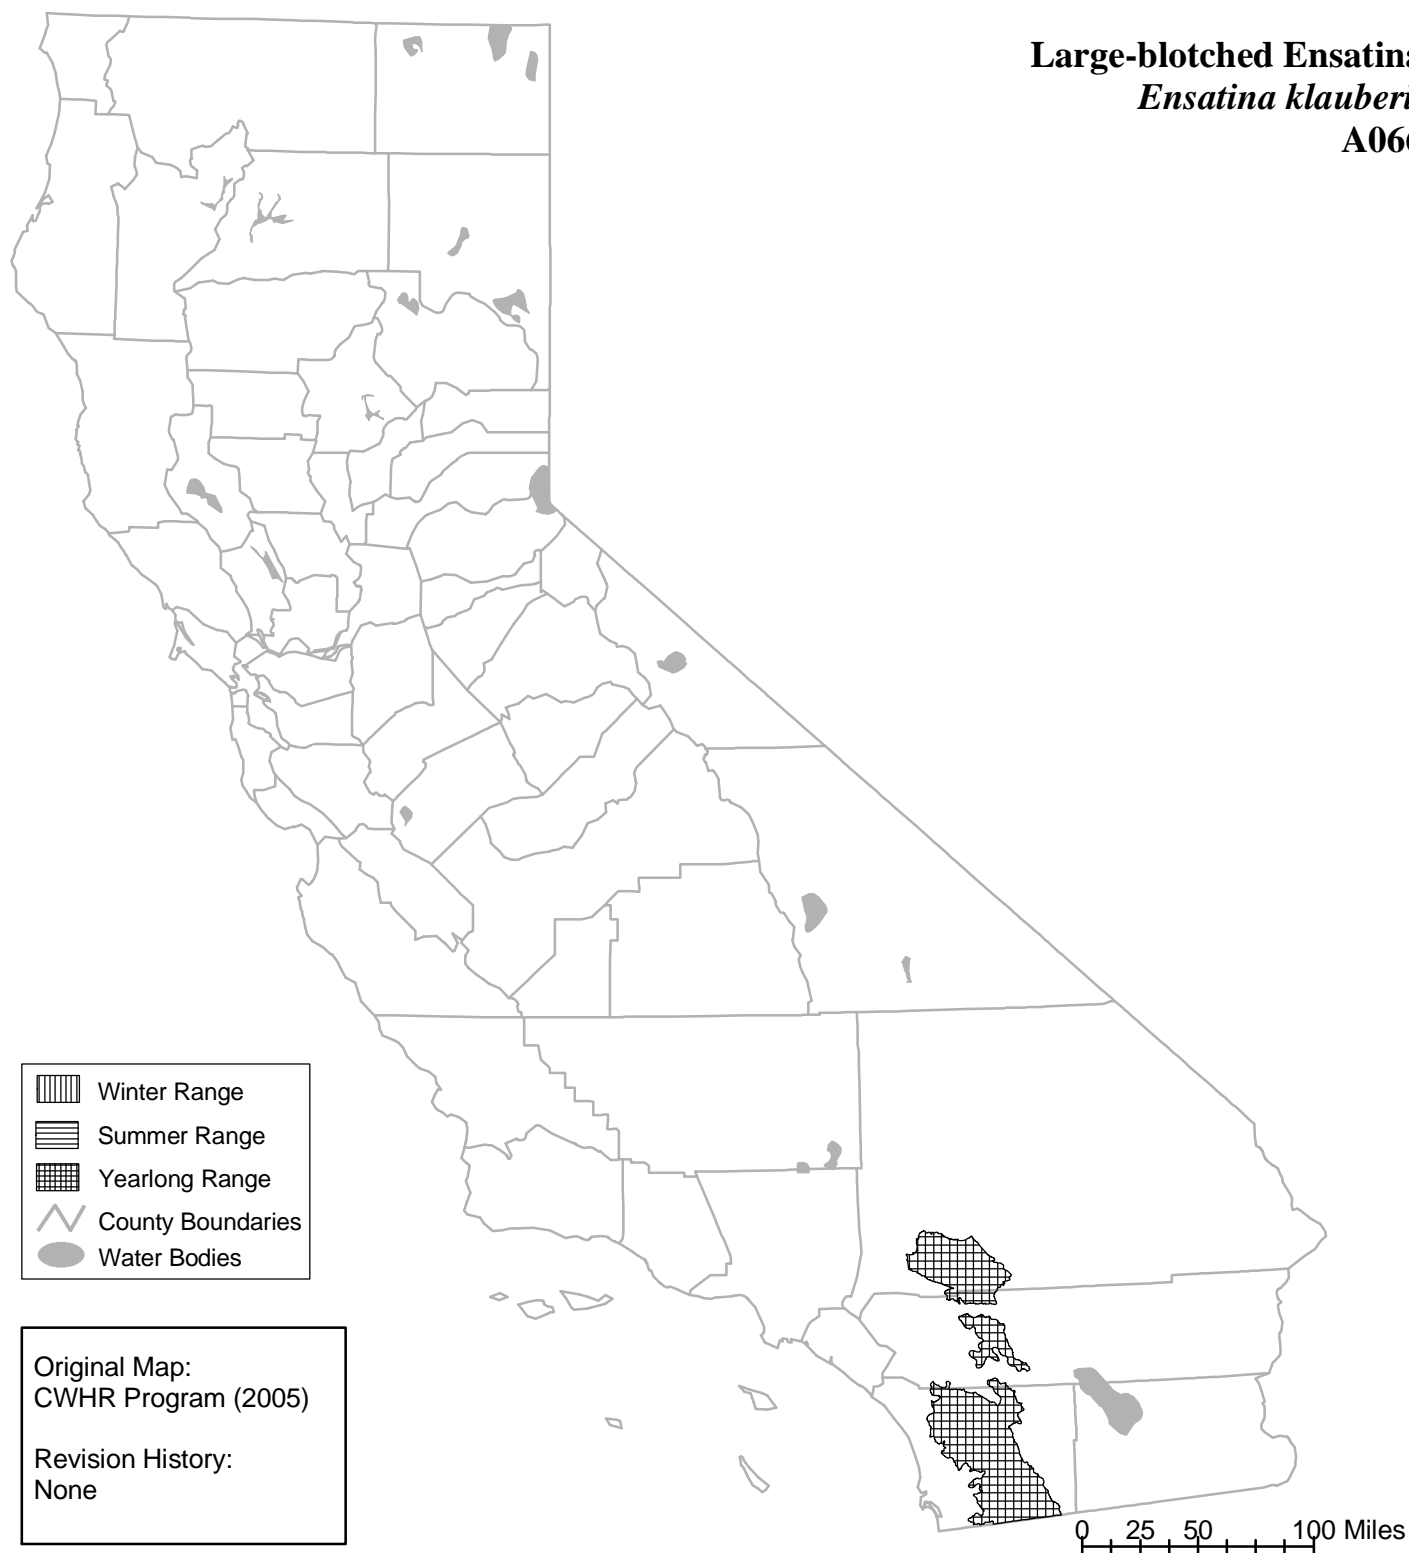 Large-blotched Ensatina
Ensatina klauberi
A06
Winter Range
Summer Range
Yearlong Range
County Boundaries
Water Bodies
Original Map:
CWHR Program (2005)
Revision History:
None
0 25 50 100 Miles